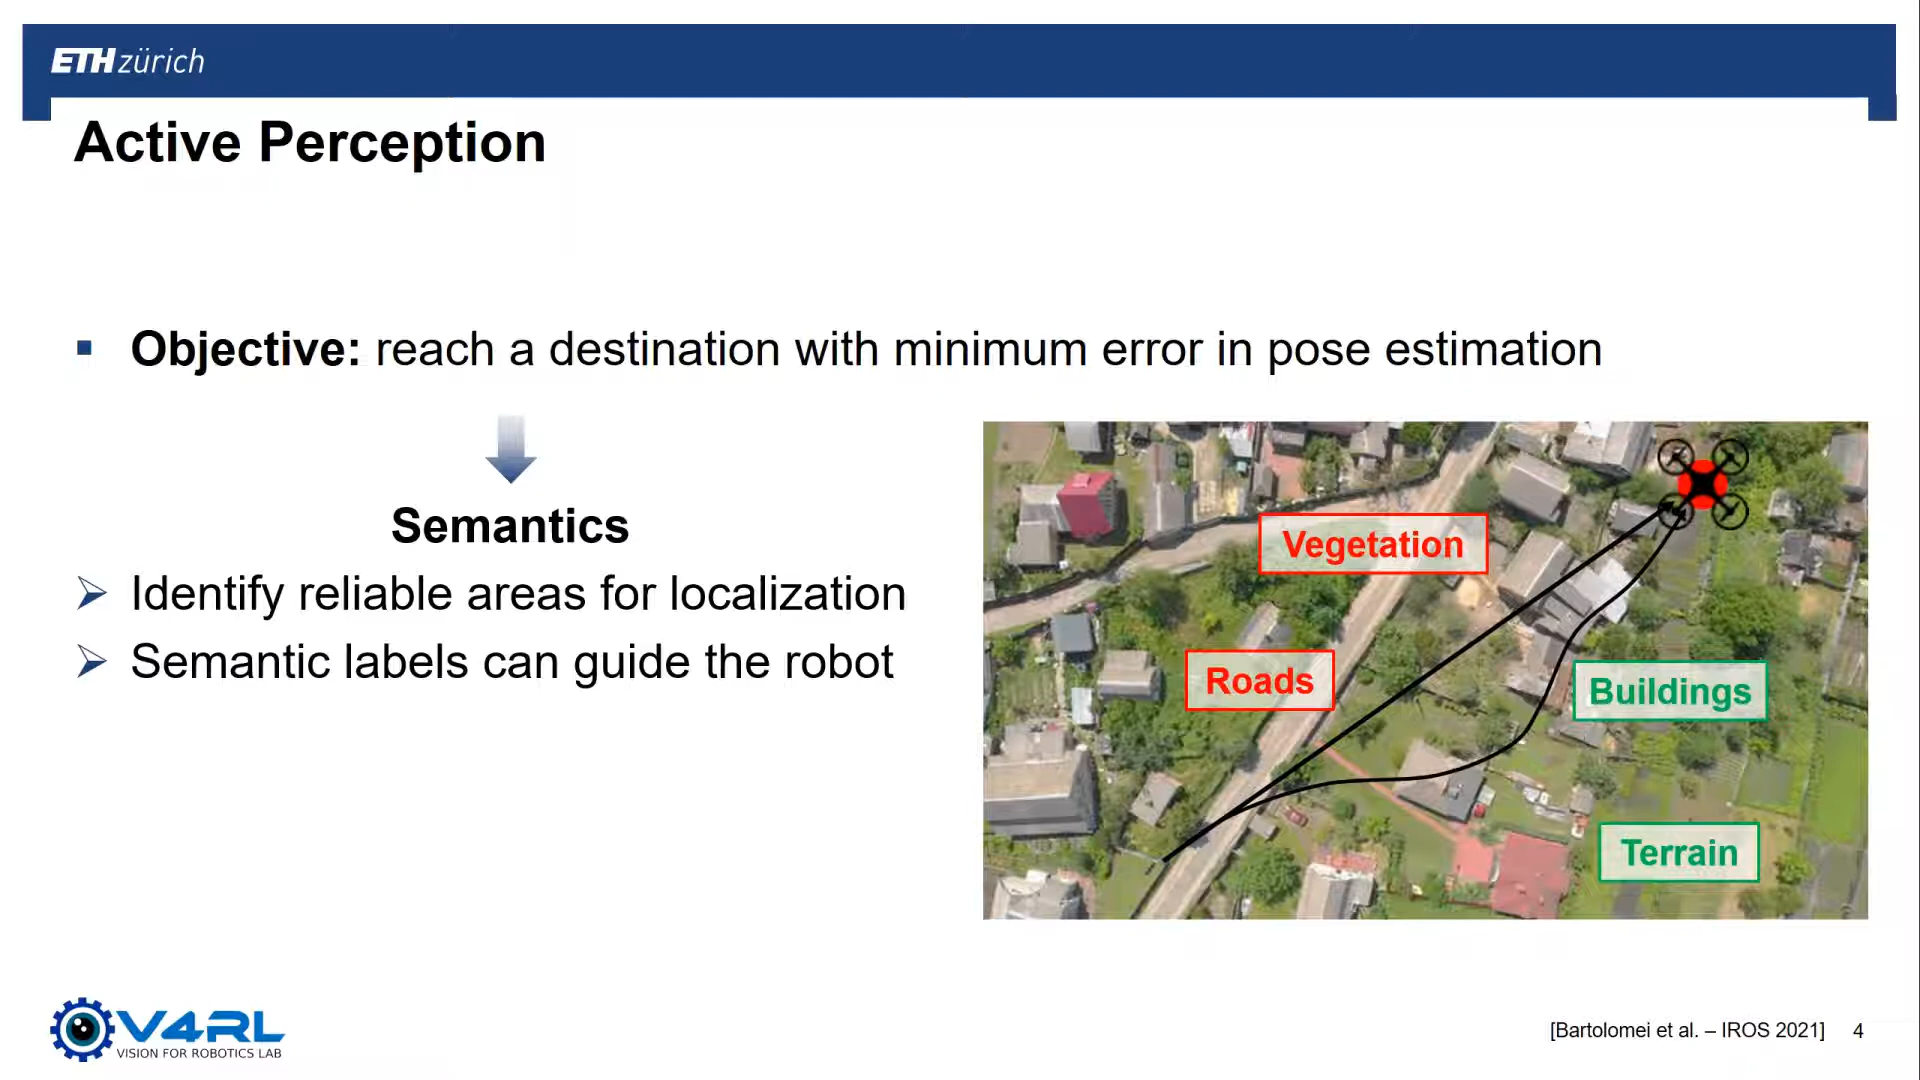 ETH zürich
Active Perception
Objective: reach a destination with minimum error in pose estimation
Semantics
Identify reliable areas for localization
Semantic labels can guide the robot
Vegetation
Roads
Buildings
Terrain
V4RL
VISION FOR ROBOTICS LAB
[Bartolomei et al. – IROS 2021] 4